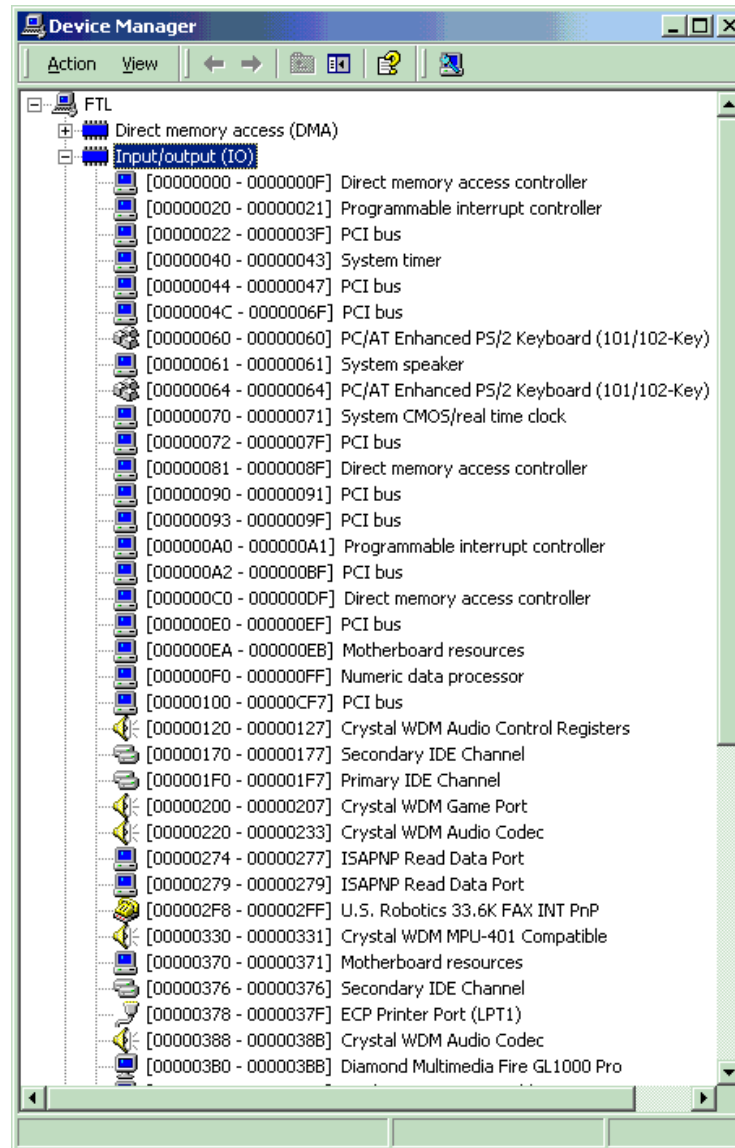 Device Manager
Action View
FTL
Direct memory access (DMA)
Input/output (IO)
[00000000 - 0000000F] Direct memory access controller
[00000020 - 00000021] Programmable interrupt controller
[00000022 - 0000003F] PCI bus
[00000040 - 00000043] System timer
[00000044 - 00000047] PCI bus
[0000004C - 0000006F] PCI bus
[00000060 - 00000060] PC/AT Enhanced PS/2 Keyboard (101/102-Key)
[00000061 - 00000061] System speaker
[00000064 - 00000064] PC/AT Enhanced PS/2 Keyboard (101/102-Key)
[00000070 - 00000071] System CMOS/real time clock
[00000072 - 0000007F] PCI bus
[00000081 - 0000008F] Direct memory access controller
[00000090 - 00000091] PCI bus
[00000093 - 0000009F] PCI bus
[000000A0 - 000000A1] Programmable interrupt controller
[000000A2 - 000000BF] PCI bus
[000000C0 - 000000DF] Direct memory access controller
[000000E0 - 000000EF] PCI bus
[000000EA - 000000EB] Motherboard resources
[000000F0 - 000000FF] Numeric data processor
[00000100 - 00000CF7] PCI bus
[00000120 - 00000127] Crystal WDM Audio Control Registers
[00000170 - 00000177] Secondary IDE Channel
[000001F0 - 000001F7] Primary IDE Channel
[00000200 - 00000207] Crystal WDM Game Port
[00000220 - 00000233] Crystal WDM Audio Codec
[00000274 - 00000277] ISAPNP Read Data Port
[00000279 - 00000279] ISAPNP Read Data Port
[000002F8 - 000002FF] U.S. Robotics 33.6K FAX INT PnP
[00000330 - 00000331] Crystal WDM MPU-401 Compatible
[00000370 - 00000371] Motherboard resources
[00000376 - 00000376] Secondary IDE Channel
[00000378 - 0000037F] ECP Printer Port (LPT1)
[00000388 - 0000038B] Crystal WDM Audio Codec
[000003B0 - 000003BB] Diamond Multimedia Fire GL1000 Pro